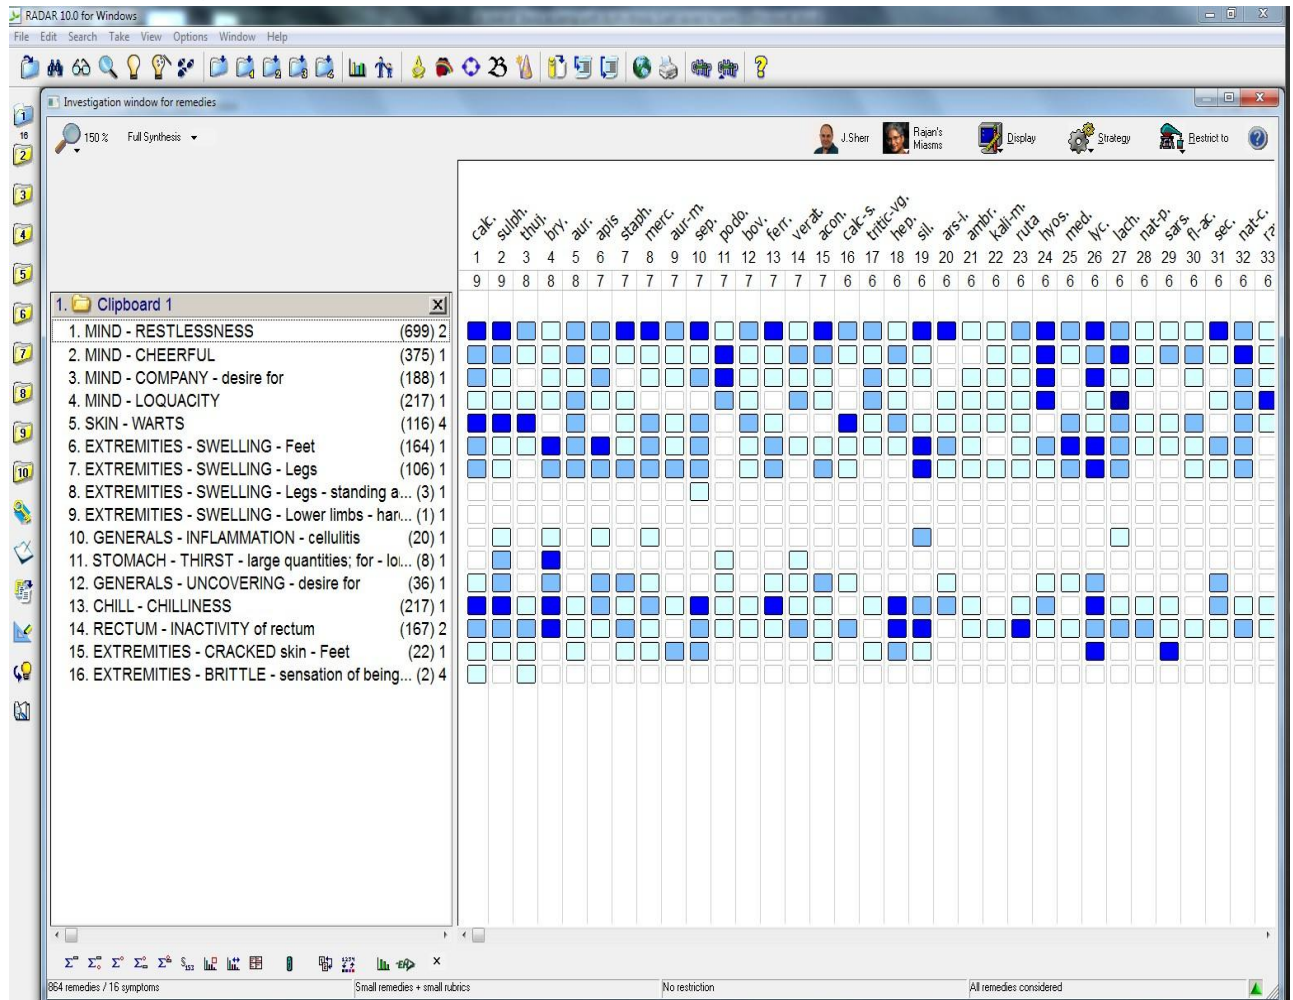 RADAR 10.0 for Windows
File Edit Search Take View Options Window Help
Investigation window for remedies
150 % Full Synthesis J.Sherr Rajan's Miasms Display Strategy Restrict to
calc. sulph. thuj. bry. aur. apis staph. merc. aur-m. sep. podo. bov. ferr. verat. acon. calc-s. tritic-vg. hep. sil. ars-i. ambr. kali-m. ruta hyos. med. lyc. lach. nat-p. sars. fl-ac. sec. nat-c.
1 2 3 4 5 6 7 8 9 10 11 12 13 14 15 16 17 18 19 20 21 22 23 24 25 26 27 28 29 30 31 32 33
9 9 8 8 8 7 7 7 7 7 7 7 7 7 7 6 6 6 6 6 6 6 6 6 6 6 6 6 6 6 6 6 6
1. Clipboard 1 X
1. MIND - RESTLESSNESS (699) 2
2. MIND - CHEERFUL (375) 1
3. MIND - COMPANY - desire for (188) 1
4. MIND - LOQUACITY (217) 1
5. SKIN - WARTS (116) 4
6. EXTREMITIES - SWELLING - Feet (164) 1
7. EXTREMITIES - SWELLING - Legs (106) 1
8. EXTREMITIES - SWELLING - Legs - standing a... (3) 1
9. EXTREMITIES - SWELLING - Lower limbs - har... (1) 1
10. GENERALS - INFLAMMATION - cellulitis (20) 1
11. STOMACH - THIRST - large quantities; for - lo... (8) 1
12. GENERALS - UNCOVERING - desire for (36) 1
13. CHILL - CHILLINESS (217) 1
14. RECTUM - INACTIVITY of rectum (167) 2
15. EXTREMITIES - CRACKED skin - Feet (22) 1
16. EXTREMITIES - BRITTLE - sensation of being... (2) 4
1
16
2
3
4
5
6
7
8
9
10
864 remedies / 16 symptoms Small remedies + small rubrics No restriction All remedies considered